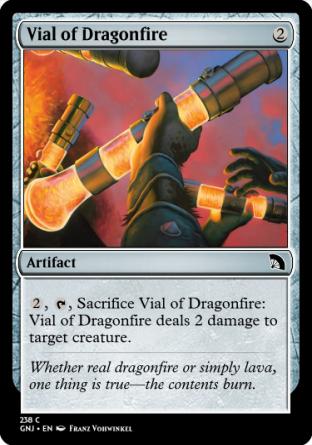 Vial of Dragonfire 2
Artifact
2, , Sacrifice Vial of Dragonfire:
Vial of Dragonfire deals 2 damage to
target creature.
Whether real dragonfire or simply lava,
one thing is true—the contents burn.
238 C
GNJ • EN Franz Vohwinkel